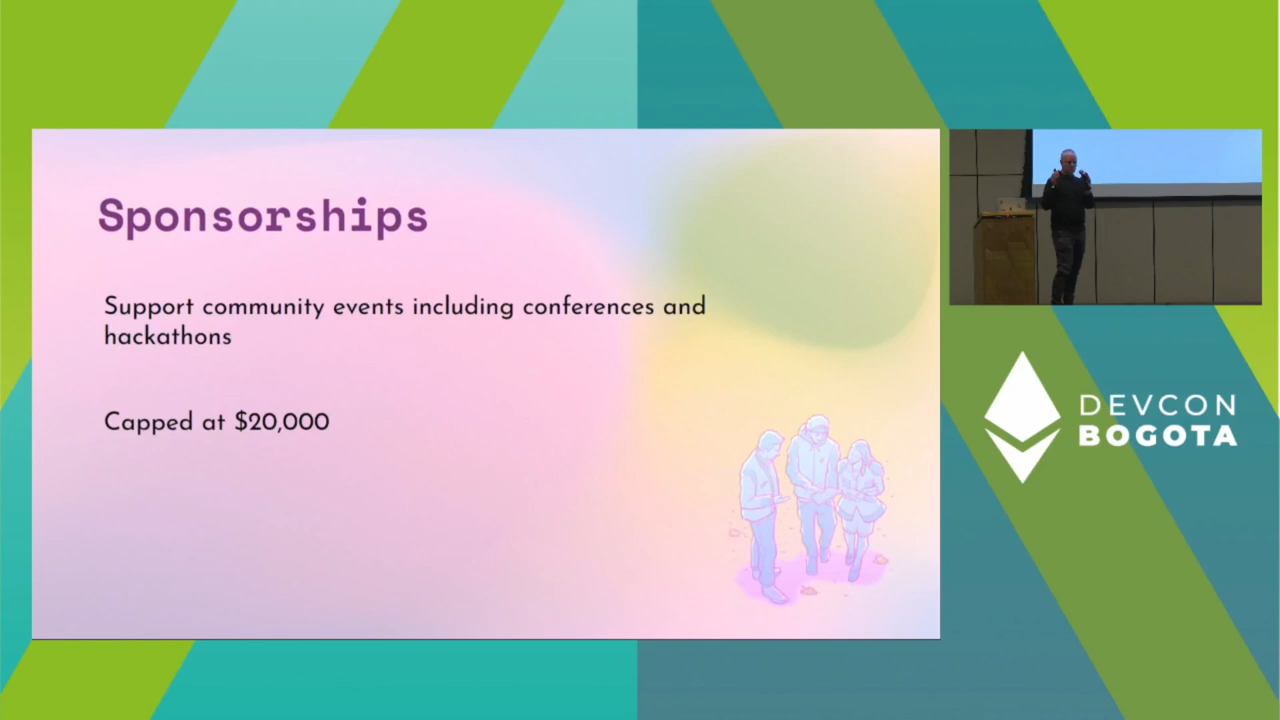 Sponsorships
Support community events including conferences and
hackathons
Capped at $20,000
DEVCON
BOGOTA